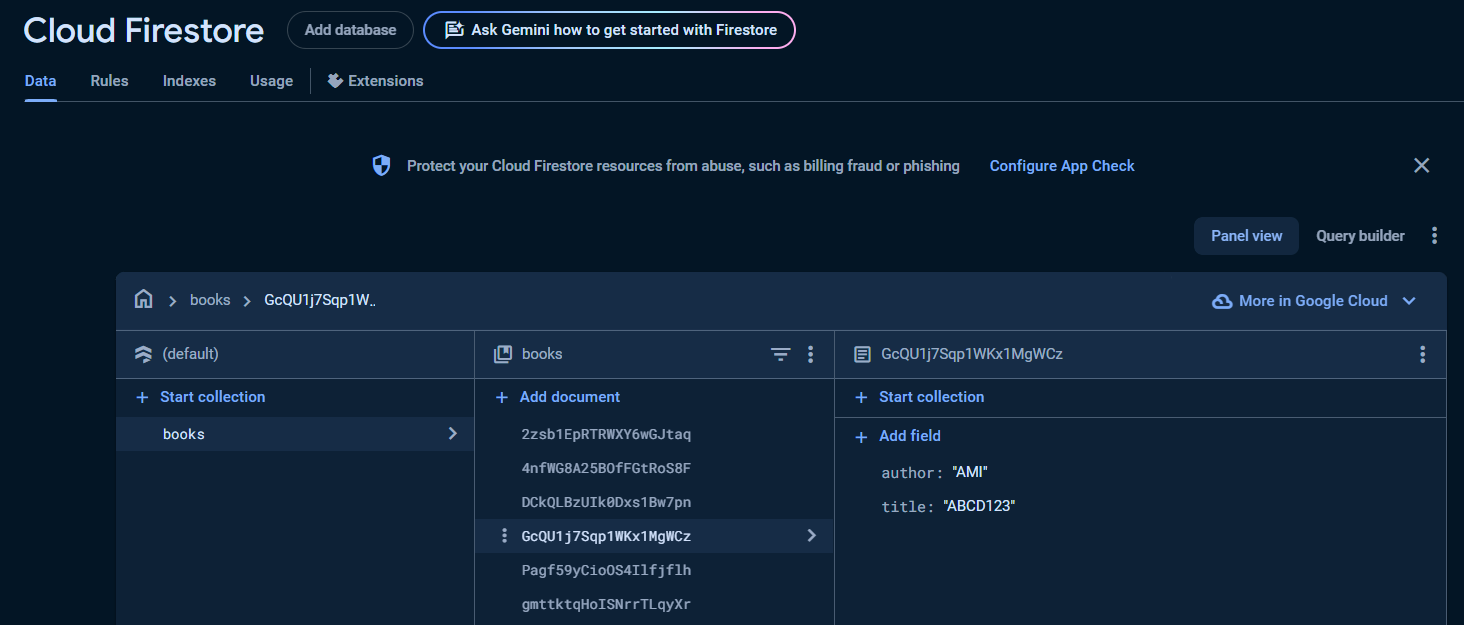 Cloud Firestore Add database Ask Gemini how to get started with Firestore
Data Rules Indexes Usage Extensions
Protect your Cloud Firestore resources from abuse, such as billing fraud or phishing Configure App Check
Panel view Query builder
books GcQU1j7Sqp1W..
More in Google Cloud
(default)
Start collection
books
books
Add document
2zsb1EpRTRWXY6wGJtaq
4nfWG8A25BOfFGtRoS8F
DCkQLBzUIk0Dxs1Bw7pn
GcQU1j7Sqp1WKx1MgWCz
Pagf59yCioOS4Ilfjflh
gmttktqHoISNrrTLqyXr
GcQU1j7Sqp1WKx1MgWCz
Start collection
Add field
author: "AMI"
title: "ABCD123"